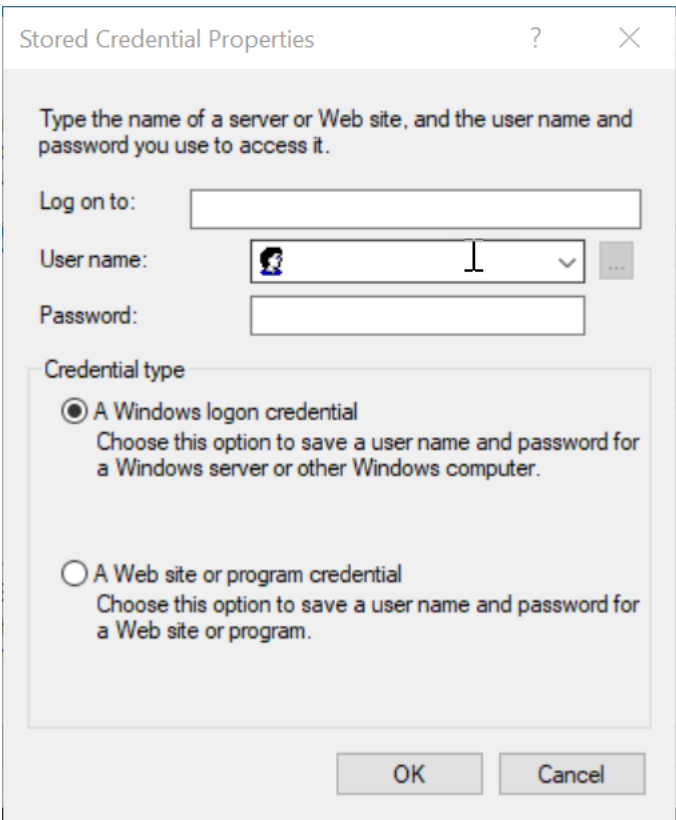 Stored Credential Properties
Type the name of a server or Web site, and the user name and
password you use to access it.
Log on to:
User name:
...
Password:
Credential type
A Windows logon credential
Choose this option to save a user name and password for
a Windows server or other Windows computer.
A Web site or program credential
Choose this option to save a user name and password for
a Web site or program.
OK Cancel